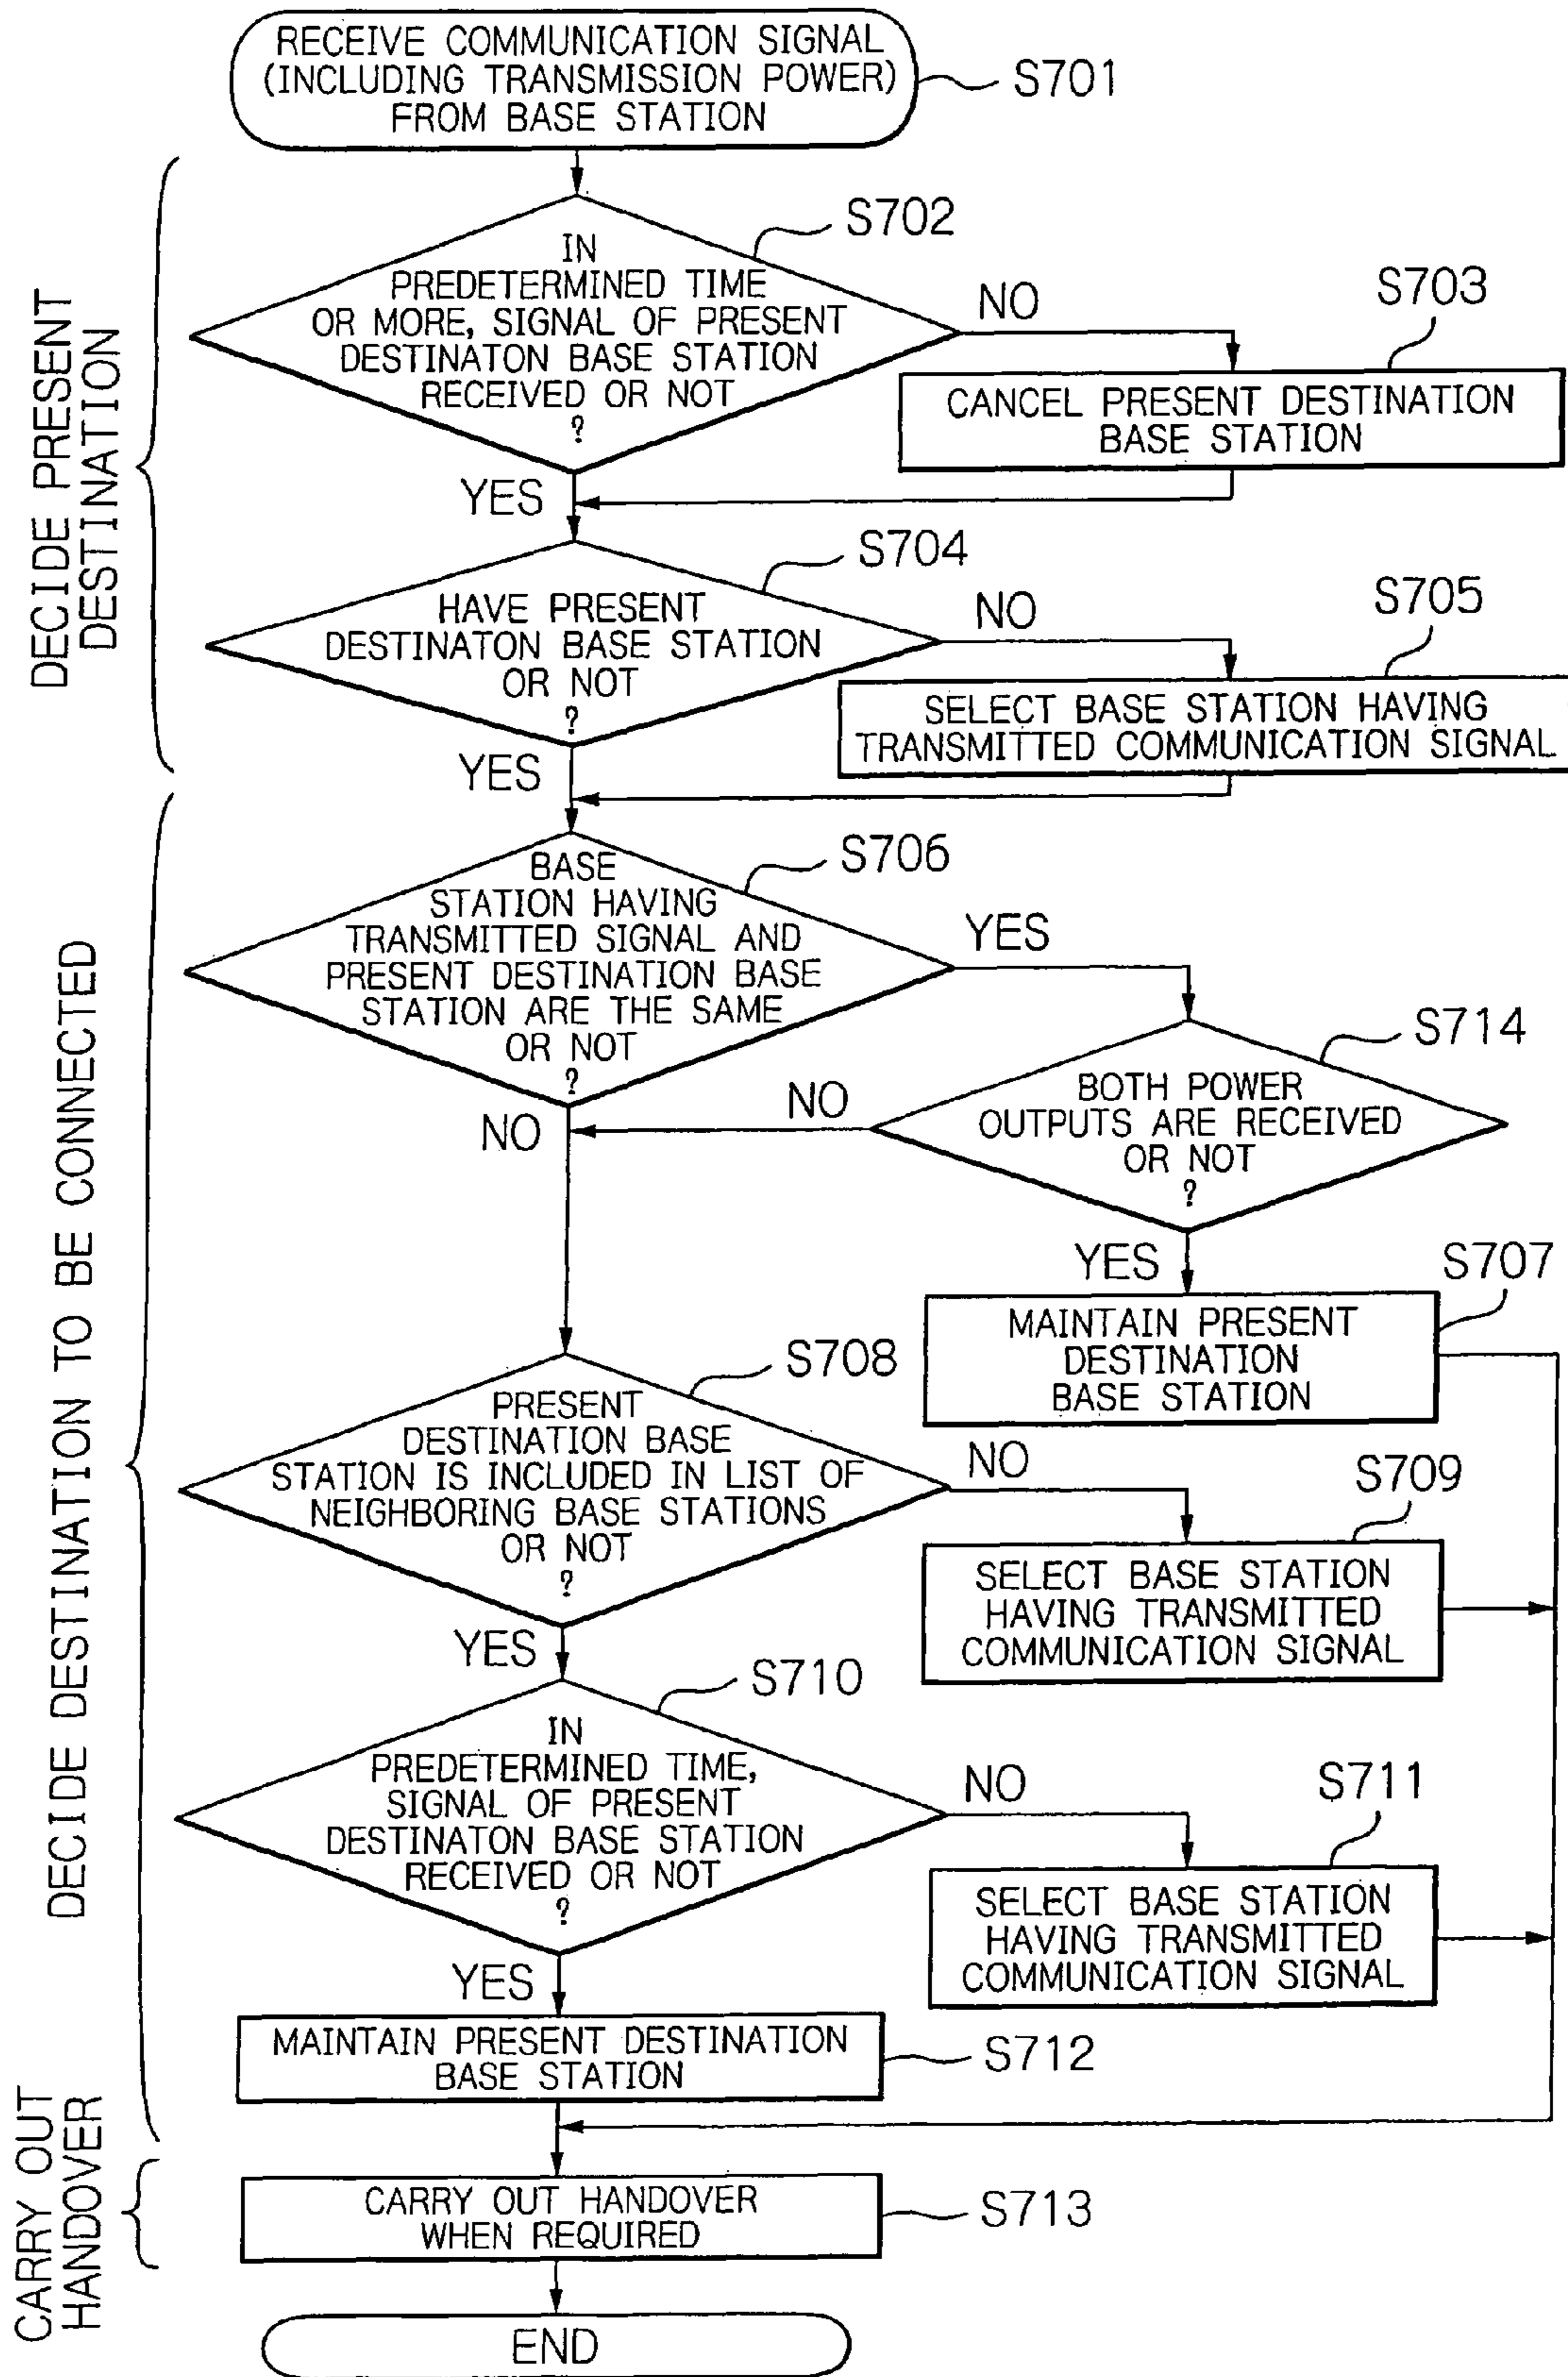 RECEIVE COMMUNICATION SIGNAL
(INCLUDING TRANSMISSION POWER)
FROM BASE STATION
S701
DECIDE PRESENT
DESTINATION
S702
IN
PREDETERMINED TIME
OR MORE, SIGNAL OF PRESENT
DESTINATON BASE STATION
RECEIVED OR NOT
?
NO
S703
CANCEL PRESENT DESTINATION
BASE STATION
YES
S704
HAVE PRESENT
DESTINATON BASE STATION
OR NOT
?
NO
S705
SELECT BASE STATION HAVING
TRANSMITTED COMMUNICATION SIGNAL
YES
DECIDE DESTINATION TO BE CONNECTED
S706
BASE
STATION HAVING
TRANSMITTED SIGNAL AND
PRESENT DESTINATION BASE
STATION ARE THE SAME
OR NOT
?
YES
S714
BOTH POWER
OUTPUTS ARE RECEIVED
OR NOT
?
NO
NO
YES
S707
MAINTAIN PRESENT
DESTINATION
BASE STATION
S708
PRESENT
DESTINATION BASE
STATION IS INCLUDED IN LIST OF
NEIGHBORING BASE STATIONS
OR NOT
?
NO
S709
SELECT BASE STATION
HAVING TRANSMITTED
COMMUNICATION SIGNAL
YES
S710
IN
PREDETERMINED TIME,
SIGNAL OF PRESENT
DESTINATON BASE STATION
RECEIVED OR NOT
?
NO
S711
SELECT BASE STATION
HAVING TRANSMITTED
COMMUNICATION SIGNAL
YES
MAINTAIN PRESENT DESTINATION
BASE STATION
S712
CARRY OUT
HANDOVER
CARRY OUT HANDOVER
WHEN REQUIRED
S713
END